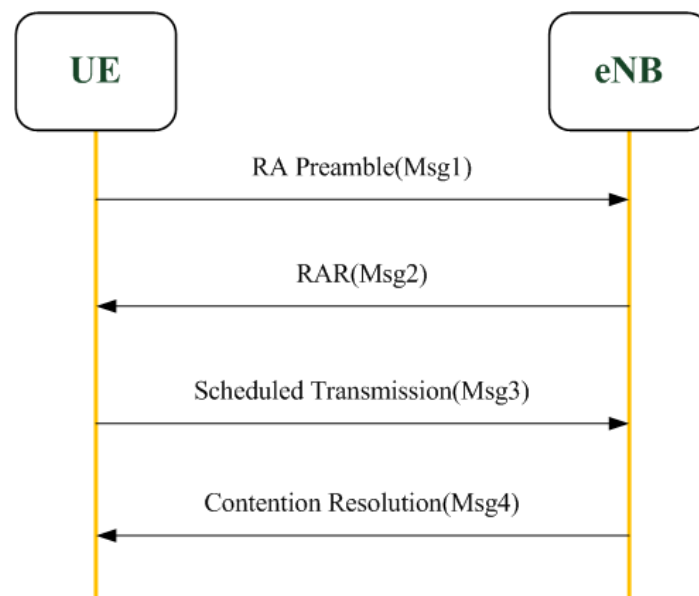 UE
eNB
RA Preamble(Msg1)
RAR(Msg2)
Scheduled Transmission(Msg3)
Contention Resolution(Msg4)